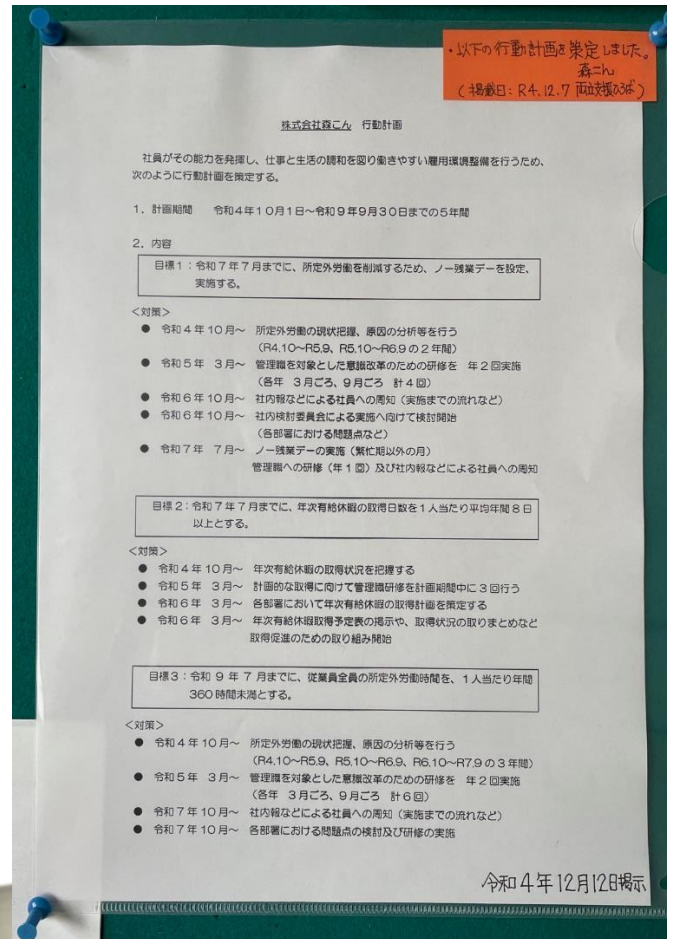 ・以下の行動計画を策定しました。
森こん
(掲載日：R4.12.7 両立支援ひろば)
株式会社森こん 行動計画
社員がその能力を発揮し、仕事と生活の調和を図り働きやすい雇用環境整備を行うため、
次のように行動計画を策定する。
1．計画期間 令和4年10月1日～令和9年9月30日までの5年間
2．内容
目標1：令和7年7月までに、所定外労働を削減するため、ノー残業デーを設定、
実施する。
＜対策＞
● 令和4年10月～ 所定外労働の現状把握、原因の分析等を行う
（R4,10～R5,9、R5,10～R6,9の2年間）
● 令和5年 3月～ 管理職を対象とした意識改革のための研修を 年2回実施
（各年 3月ごろ、9月ごろ 計4回）
● 令和6年10月～ 社内報などによる社員への周知（実施までの流れなど）
● 令和6年10月～ 社内検討委員会による実施へ向けて検討開始
（各部署における問題点など）
● 令和7年 7月～ ノー残業デーの実施（繁忙期以外の月）
管理職への研修（年1回）及び社内報などによる社員への周知
目標2：令和7年7月までに、年次有給休暇の取得日数を1人当たり平均年間8日
以上とする。
＜対策＞
● 令和4年10月～ 年次有給休暇の取得状況を把握する
● 令和5年 3月～ 計画的な取得に向けて管理職研修を計画期間中に3回行う
● 令和6年 3月～ 各部署において年次有給休暇の取得計画を策定する
● 令和6年 3月～ 年次有給休暇取得予定表の掲示や、取得状況の取りまとめなど
取得促進のための取り組み開始
目標3：令和9年7月までに、従業員全員の所定外労働時間を、1人当たり年間
360時間未満とする。
＜対策＞
● 令和4年10月～ 所定外労働の現状把握、原因の分析等を行う
（R4,10～R5,9、R5,10～R6,9、R6,10～R7,9の3年間）
● 令和5年 3月～ 管理職を対象とした意識改革のための研修を 年2回実施
（各年 3月ごろ、9月ごろ 計6回）
● 令和7年10月～ 社内報などによる社員への周知（実施までの流れなど）
● 令和7年10月～ 各部署における問題点の検討及び研修の実施
令和4年12月12日掲示